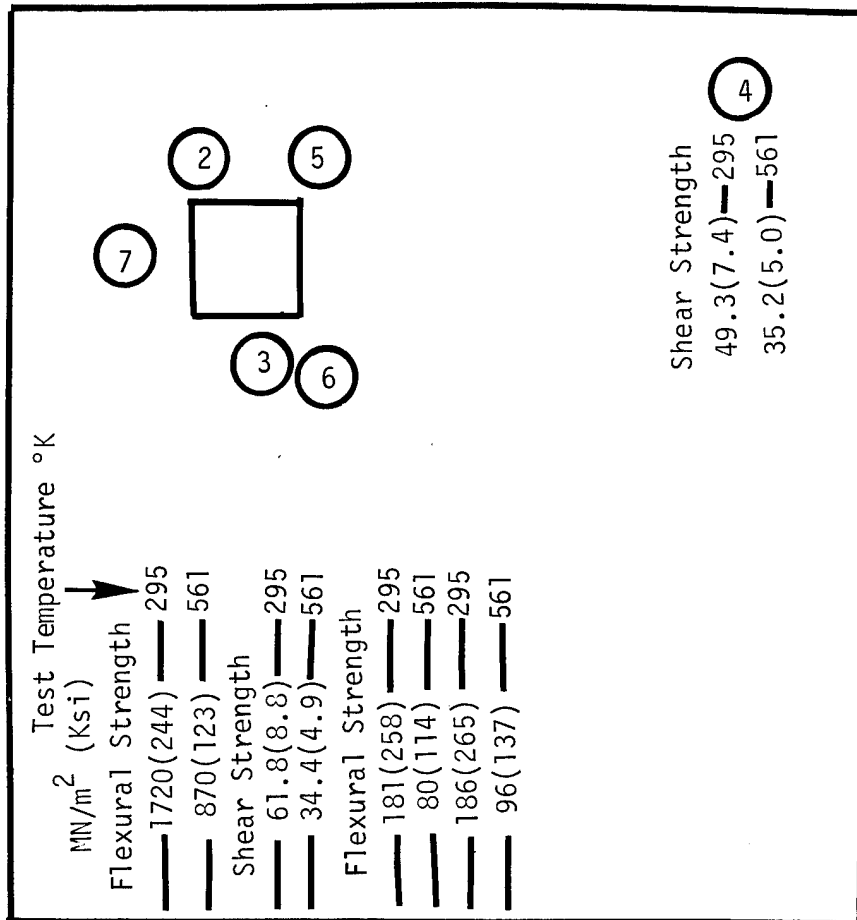 Test Temperature °K
MN/m² (Ksi)
Flexural Strength
1720(244) — 295
870(123) — 561
Shear Strength
61.8(8.8) — 295
34.4(4.9) — 561
Flexural Strength
181(258) — 295
80(114) — 561
186(265) — 295
96(137) — 561
7
2
5
3
6
Shear Strength
49.3(7.4) — 295
35.2(5.0) — 561
4